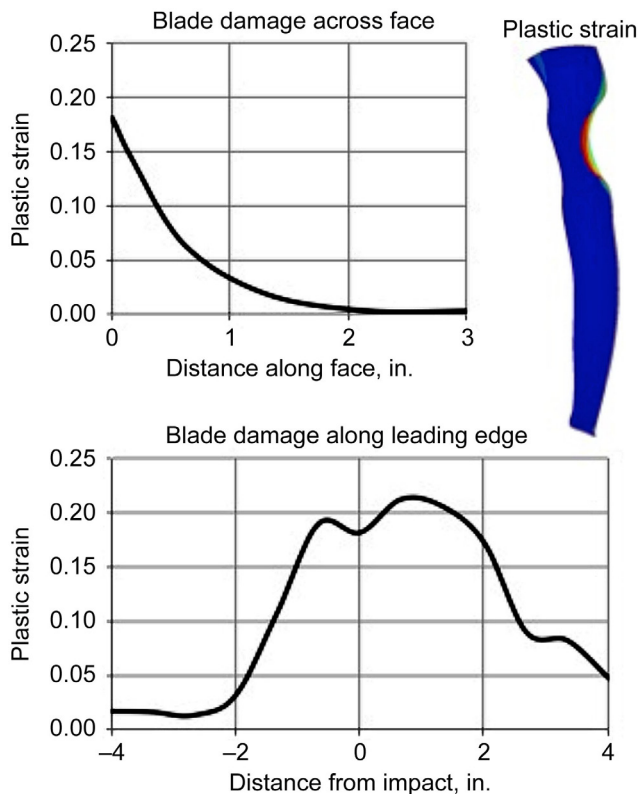 Blade damage across face
Plastic strain
0.25
0.20
0.15
0.10
0.05
0.00
Plastic strain
0 1 2 3
Distance along face, in.
Blade damage along leading edge
0.25
0.20
0.15
0.10
0.05
0.00
Plastic strain
–4 –2 0 2 4
Distance from impact, in.